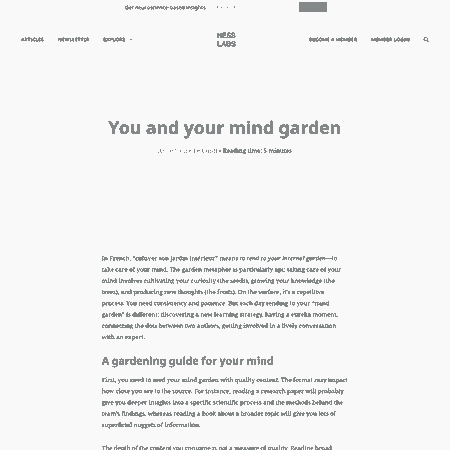 Get neuroscience-based insights
ARTICLES NEWSLETTER EXPLORE
NESS
LABS
BECOME A MEMBER MEMBER LOGIN
You and your mind garden
• Reading time: 5 minutes
In French, "cultiver son jardin intérieur" means to tend to your internal garden—to
take care of your mind. The garden metaphor is particularly apt: taking care of your
mind involves cultivating your curiosity (the seeds), growing your knowledge (the
trees), and producing new thoughts (the fruits). On the surface, it's a repetitive
process. You need consistency and patience. But each day tending to your "mind
garden" is different: discovering a new learning strategy, having a eureka moment,
connecting the dots between two authors, getting involved in a lively conversation
with an expert.
A gardening guide for your mind
First, you need to seed your mind garden with quality content. The format may impact
how close you are to the source. For instance, reading a research paper will probably
give you deeper insights into a specific scientific process and the methods behind the
team's findings, whereas reading a book about a broader topic will give you lots of
superficial nuggets of information.
The depth of the content you consume is not a measure of quality. Reading broad